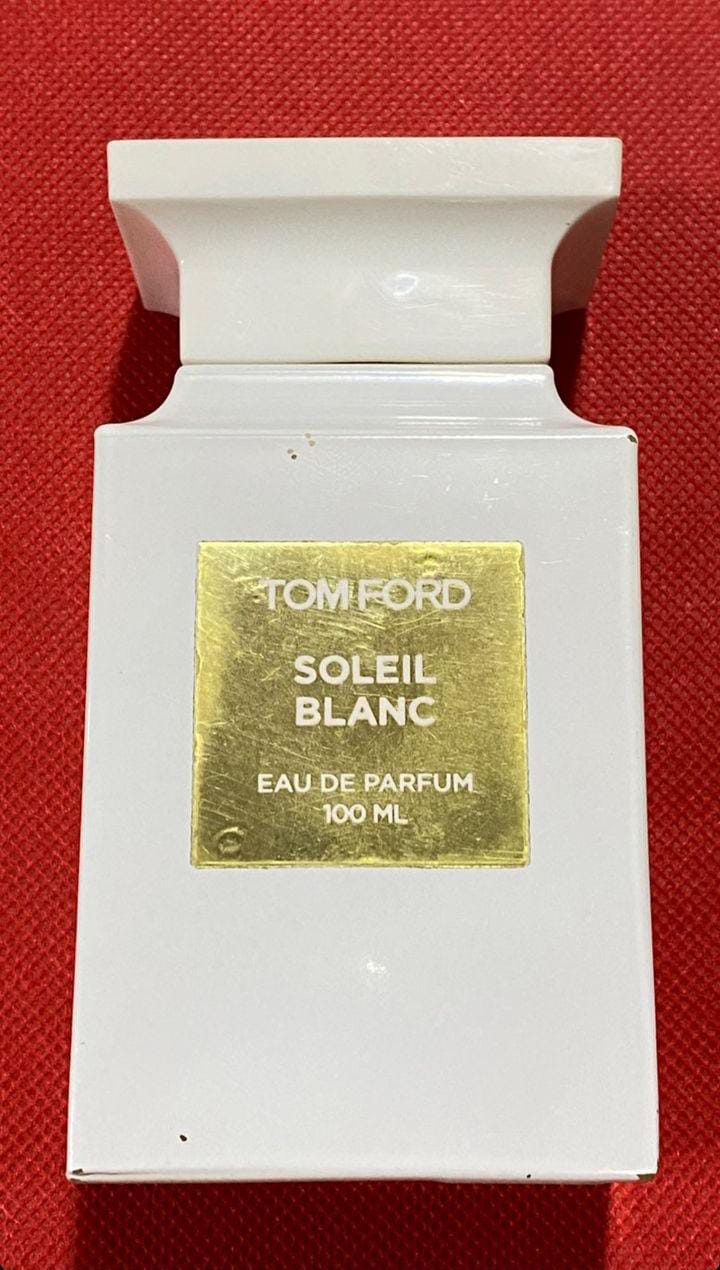 TOM FORD
SOLEIL
BLANC
EAU DE PARFUM
100 ML